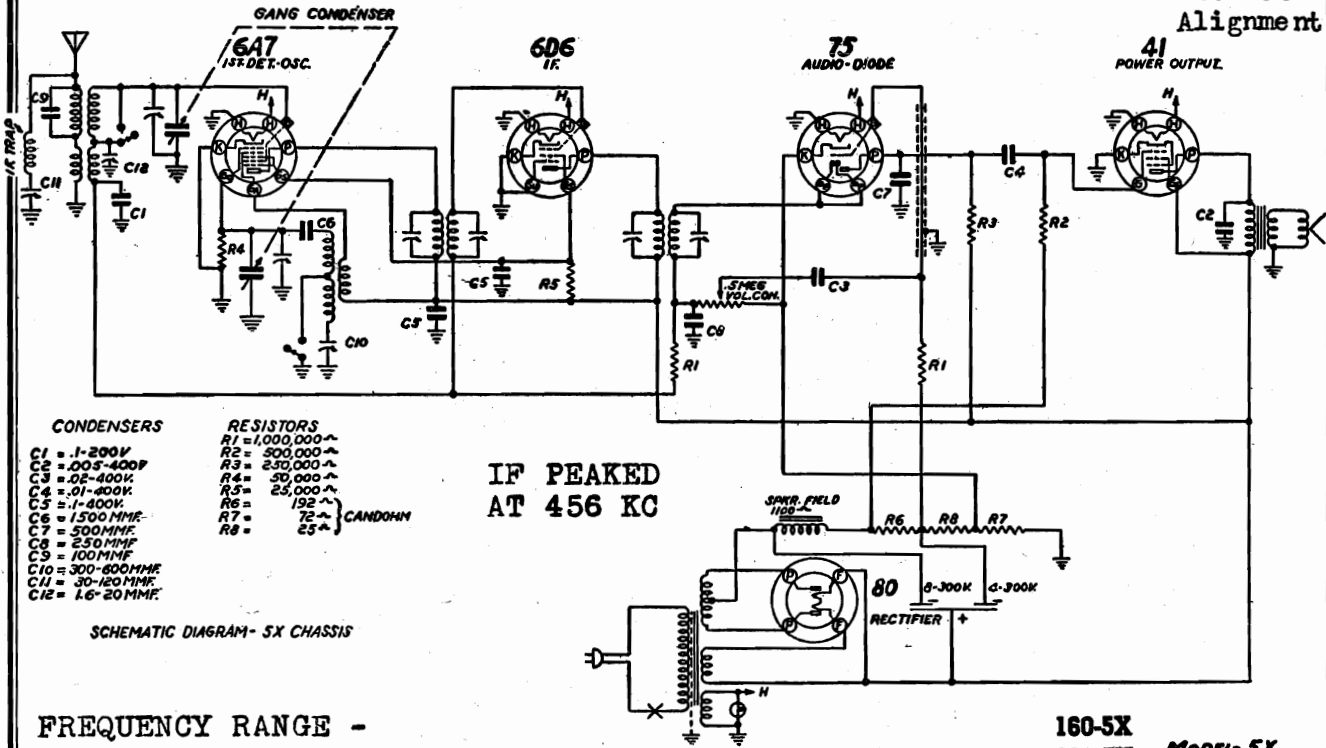 Alignment
GANG CONDENSER
6A7
1ST. DET.-OSC.
6D6
I.F.
75
AUDIO-DIODE
41
POWER OUTPUT
I.F. TRAP
H
H
H
H
C9
C12
C11
C1
K
P
K
P
K
P
K
P
R4
C6
C10
C5
C5
R5
C7
C4
R3
R2
C2
.5 MEG
VOL. CON.
C3
C8
R1
R1
CONDENSERS
C1 = .1-200V
C2 = .005-400V
C3 = .02-400V.
C4 = .01-400V.
C5 = .1-400V.
C6 = 1500 MMF.
C7 = 500 MMF.
C8 = 250 MMF
C9 = 100 MMF
C10 = 300-600 MMF.
C11 = 30-120 MMF.
C12 = 1.6-20 MMF.
RESISTORS
R1 = 1,000,000 ~
R2 = 500,000 ~
R3 = 250,000 ~
R4 = 50,000 ~
R5 = 25,000 ~
R6 = 192 ~
R7 = 72 ~
R8 = 25 ~
CANDOHM
IF PEAKED
AT 456 KC
SPKR. FIELD
1100 ~
R6 R8 R7
P F
P F
80
RECTIFIER
8-300V. 4-300V.
- - +
H
SCHEMATIC DIAGRAM - 5X CHASSIS
FREQUENCY RANGE -
160-5X
MODEL 5X